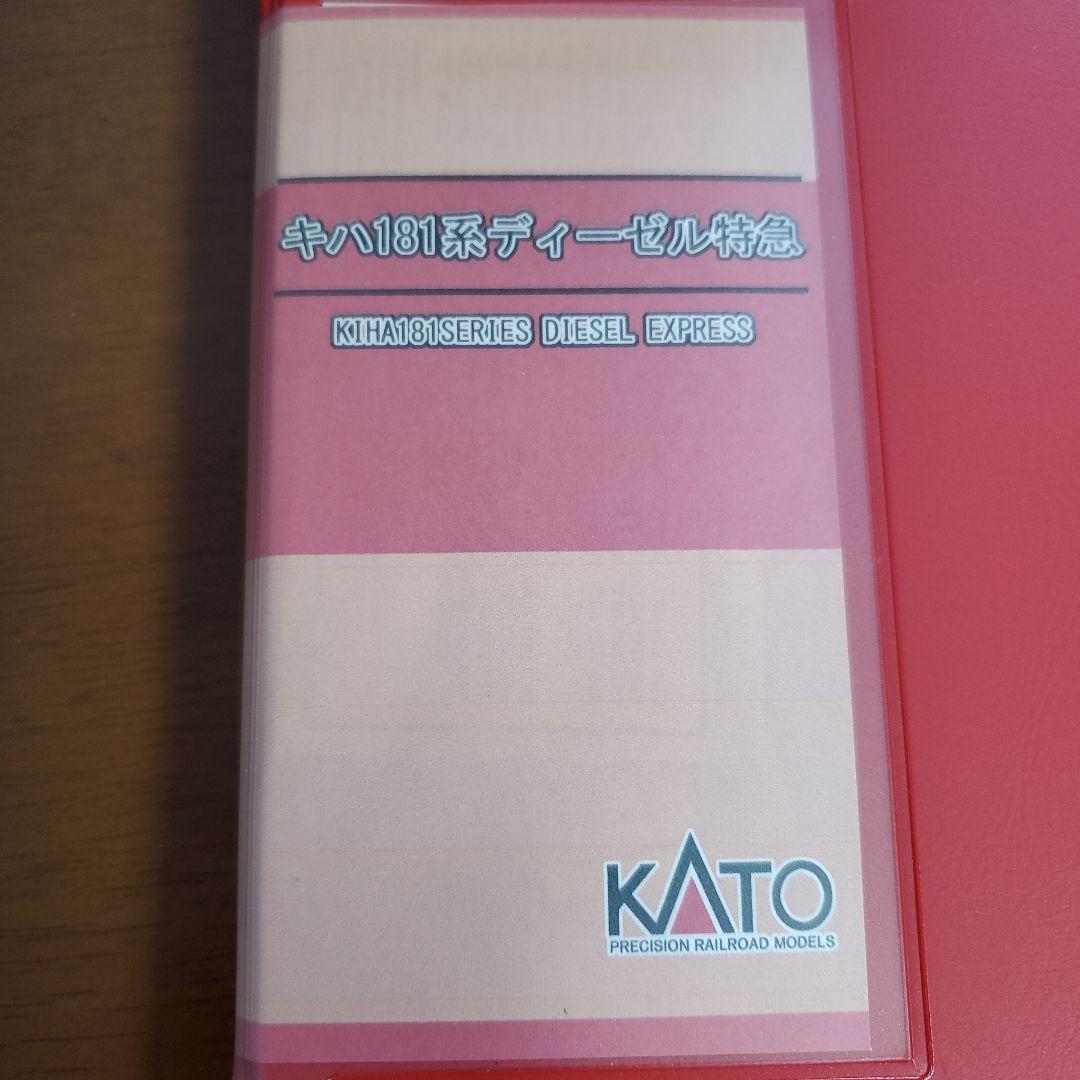 キハ181系ディーゼル特急
KIHA181SERIES DIESEL EXPRESS
KATO
PRECISION RAILROAD MODELS